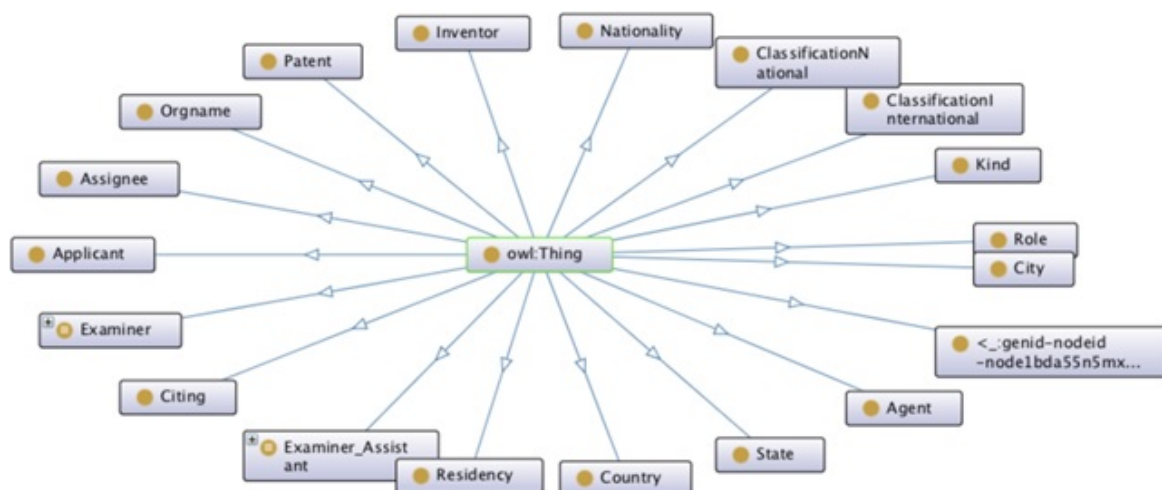 Inventor
Nationality
Patent
ClassificationN
ational
Orgname
ClassificationI
nternational
Assignee
Kind
Applicant
owl:Thing
Role
City
Examiner
<_:genid-nodeid
-node1bda55n5mx...
Citing
Agent
Examiner_Assist
ant
Residency
Country
State